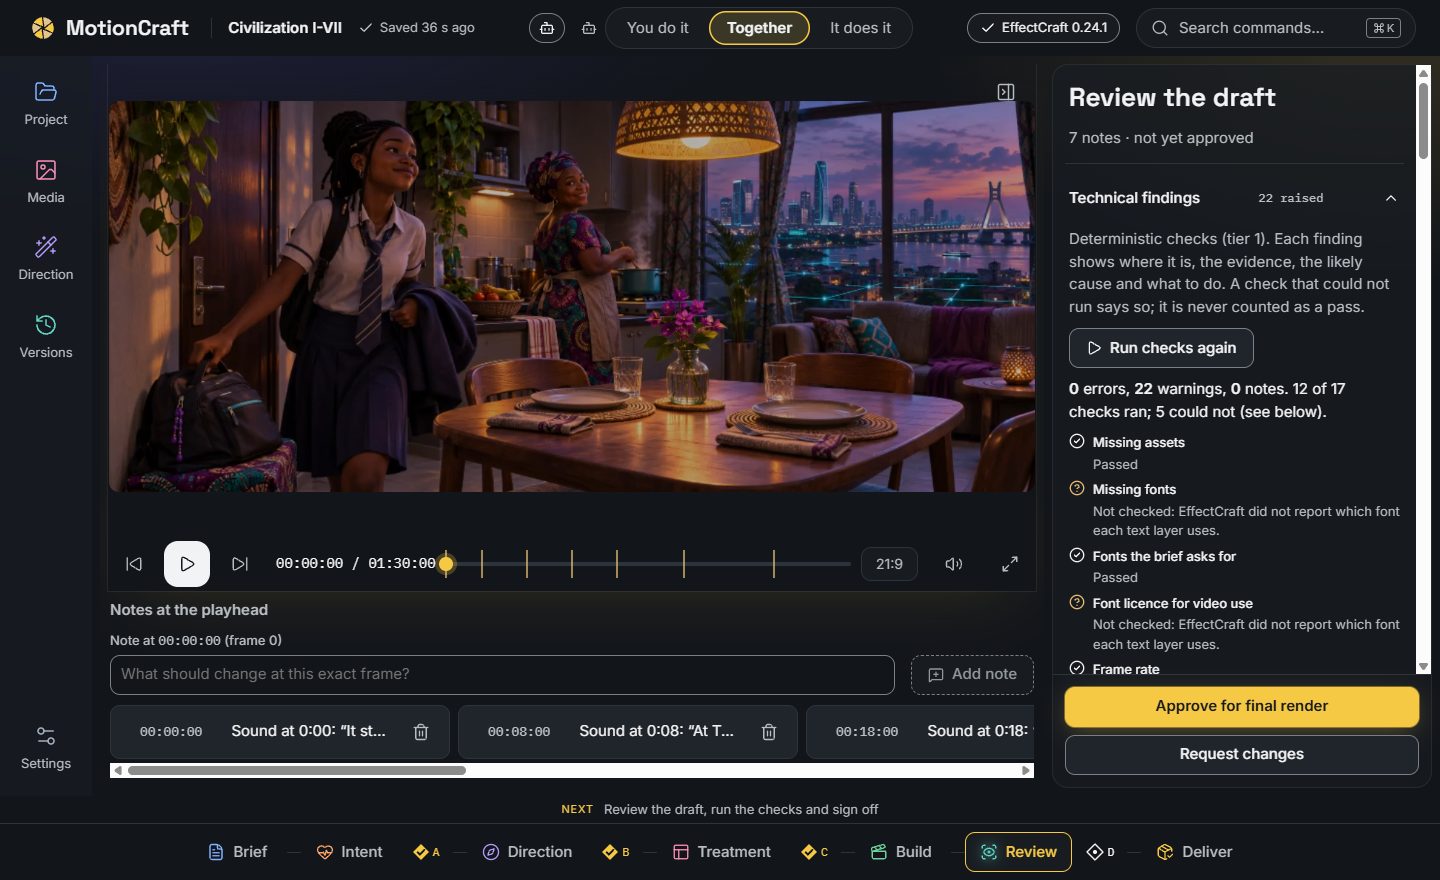 MotionCraft
Civilization I-VII
Saved 36 s ago
You do it
Together
It does it
EffectCraft 0.24.1
Search commands...
⌘K
Project
Media
Direction
Versions
Settings
00:00:00 / 01:30:00
21:9
Notes at the playhead
Note at 00:00:00 (frame 0)
What should change at this exact frame?
Add note
00:00:00 Sound at 0:00: “It st...
00:08:00 Sound at 0:08: “At T...
00:18:00 Sound at 0:18:
Review the draft
7 notes · not yet approved
Technical findings 22 raised
Deterministic checks (tier 1). Each finding
shows where it is, the evidence, the likely
cause and what to do. A check that could not
run says so; it is never counted as a pass.
Run checks again
0 errors, 22 warnings, 0 notes. 12 of 17
checks ran; 5 could not (see below).
Missing assets
Passed
Missing fonts
Not checked: EffectCraft did not report which font
each text layer uses.
Fonts the brief asks for
Passed
Font licence for video use
Not checked: EffectCraft did not report which font
each text layer uses.
Frame rate
Approve for final render
Request changes
NEXT Review the draft, run the checks and sign off
Brief
Intent
A
Direction
B
Treatment
C
Build
Review
D
Deliver